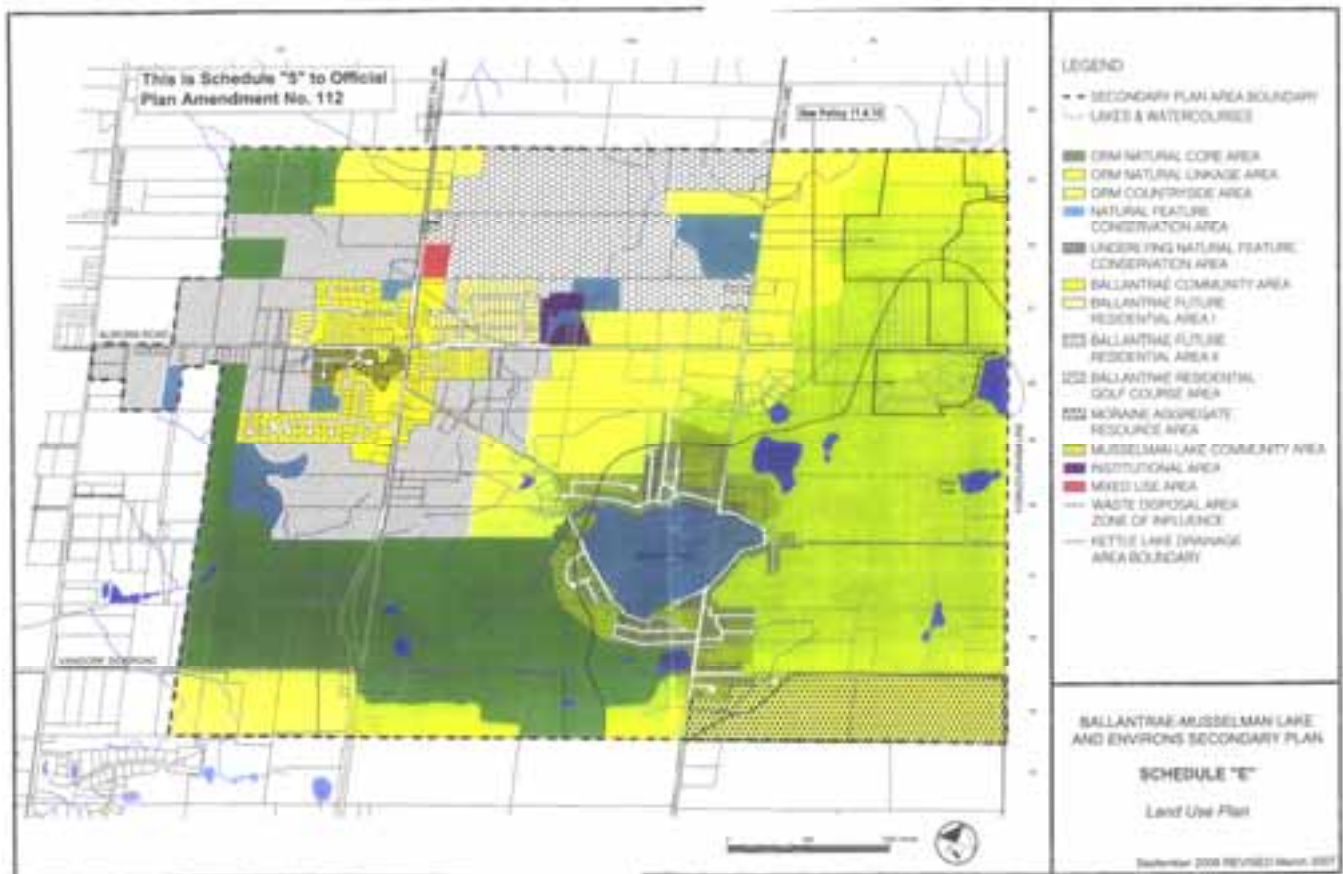 This is Schedule "5" to Official
Plan Amendment No. 112
See Policy 11.4.10
AURORA ROAD
VANDORF SIDEROAD
LEGEND
SECONDARY PLAN AREA BOUNDARY
LAKES & WATERCOURSES
ORM NATURAL CORE AREA
ORM NATURAL LINKAGE AREA
ORM COUNTRYSIDE AREA
NATURAL FEATURE
CONSERVATION AREA
UNDERLYING NATURAL FEATURE
CONSERVATION AREA
BALLANTRAE COMMUNITY AREA
BALLANTRAE FUTURE
RESIDENTIAL AREA I
BALLANTRAE FUTURE
RESIDENTIAL AREA II
BALLANTRAE RESIDENTIAL
GOLF COURSE AREA
MORAINE AGGREGATE
RESOURCE AREA
MUSSELMAN LAKE COMMUNITY AREA
INSTITUTIONAL AREA
MIXED USE AREA
WASTE DISPOSAL AREA
ZONE OF INFLUENCE
KETTLE LAKE DRAINAGE
AREA BOUNDARY
BALLANTRAE-MUSSELMAN LAKE
AND ENVIRONS SECONDARY PLAN
SCHEDULE "E"
Land Use Plan
REVISED March 2007